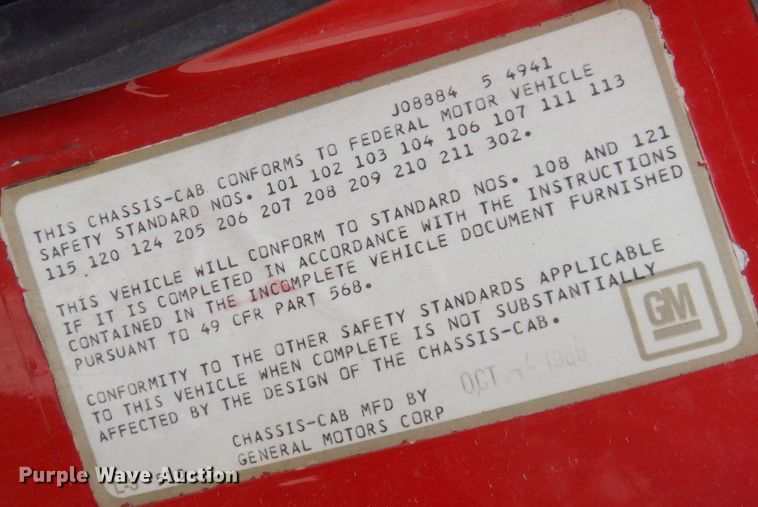 J08884 5 4941
THIS CHASSIS-CAB CONFORMS TO FEDERAL MOTOR VEHICLE
SAFETY STANDARD NOS. 101 102 103 104 106 107 111 113
115 120 124 205 206 207 208 209 210 211 302.
THIS VEHICLE WILL CONFORM TO STANDARD NOS. 108 AND 121
IF IT IS COMPLETED IN ACCORDANCE WITH THE INSTRUCTIONS
CONTAINED IN THE INCOMPLETE VEHICLE DOCUMENT FURNISHED
PURSUANT TO 49 CFR PART 568.
CONFORMITY TO THE OTHER SAFETY STANDARDS APPLICABLE
TO THIS VEHICLE WHEN COMPLETE IS NOT SUBSTANTIALLY
AFFECTED BY THE DESIGN OF THE CHASSIS-CAB.
GM
OCT
CHASSIS-CAB MFD BY
GENERAL MOTORS CORP
Purple Wave Auction